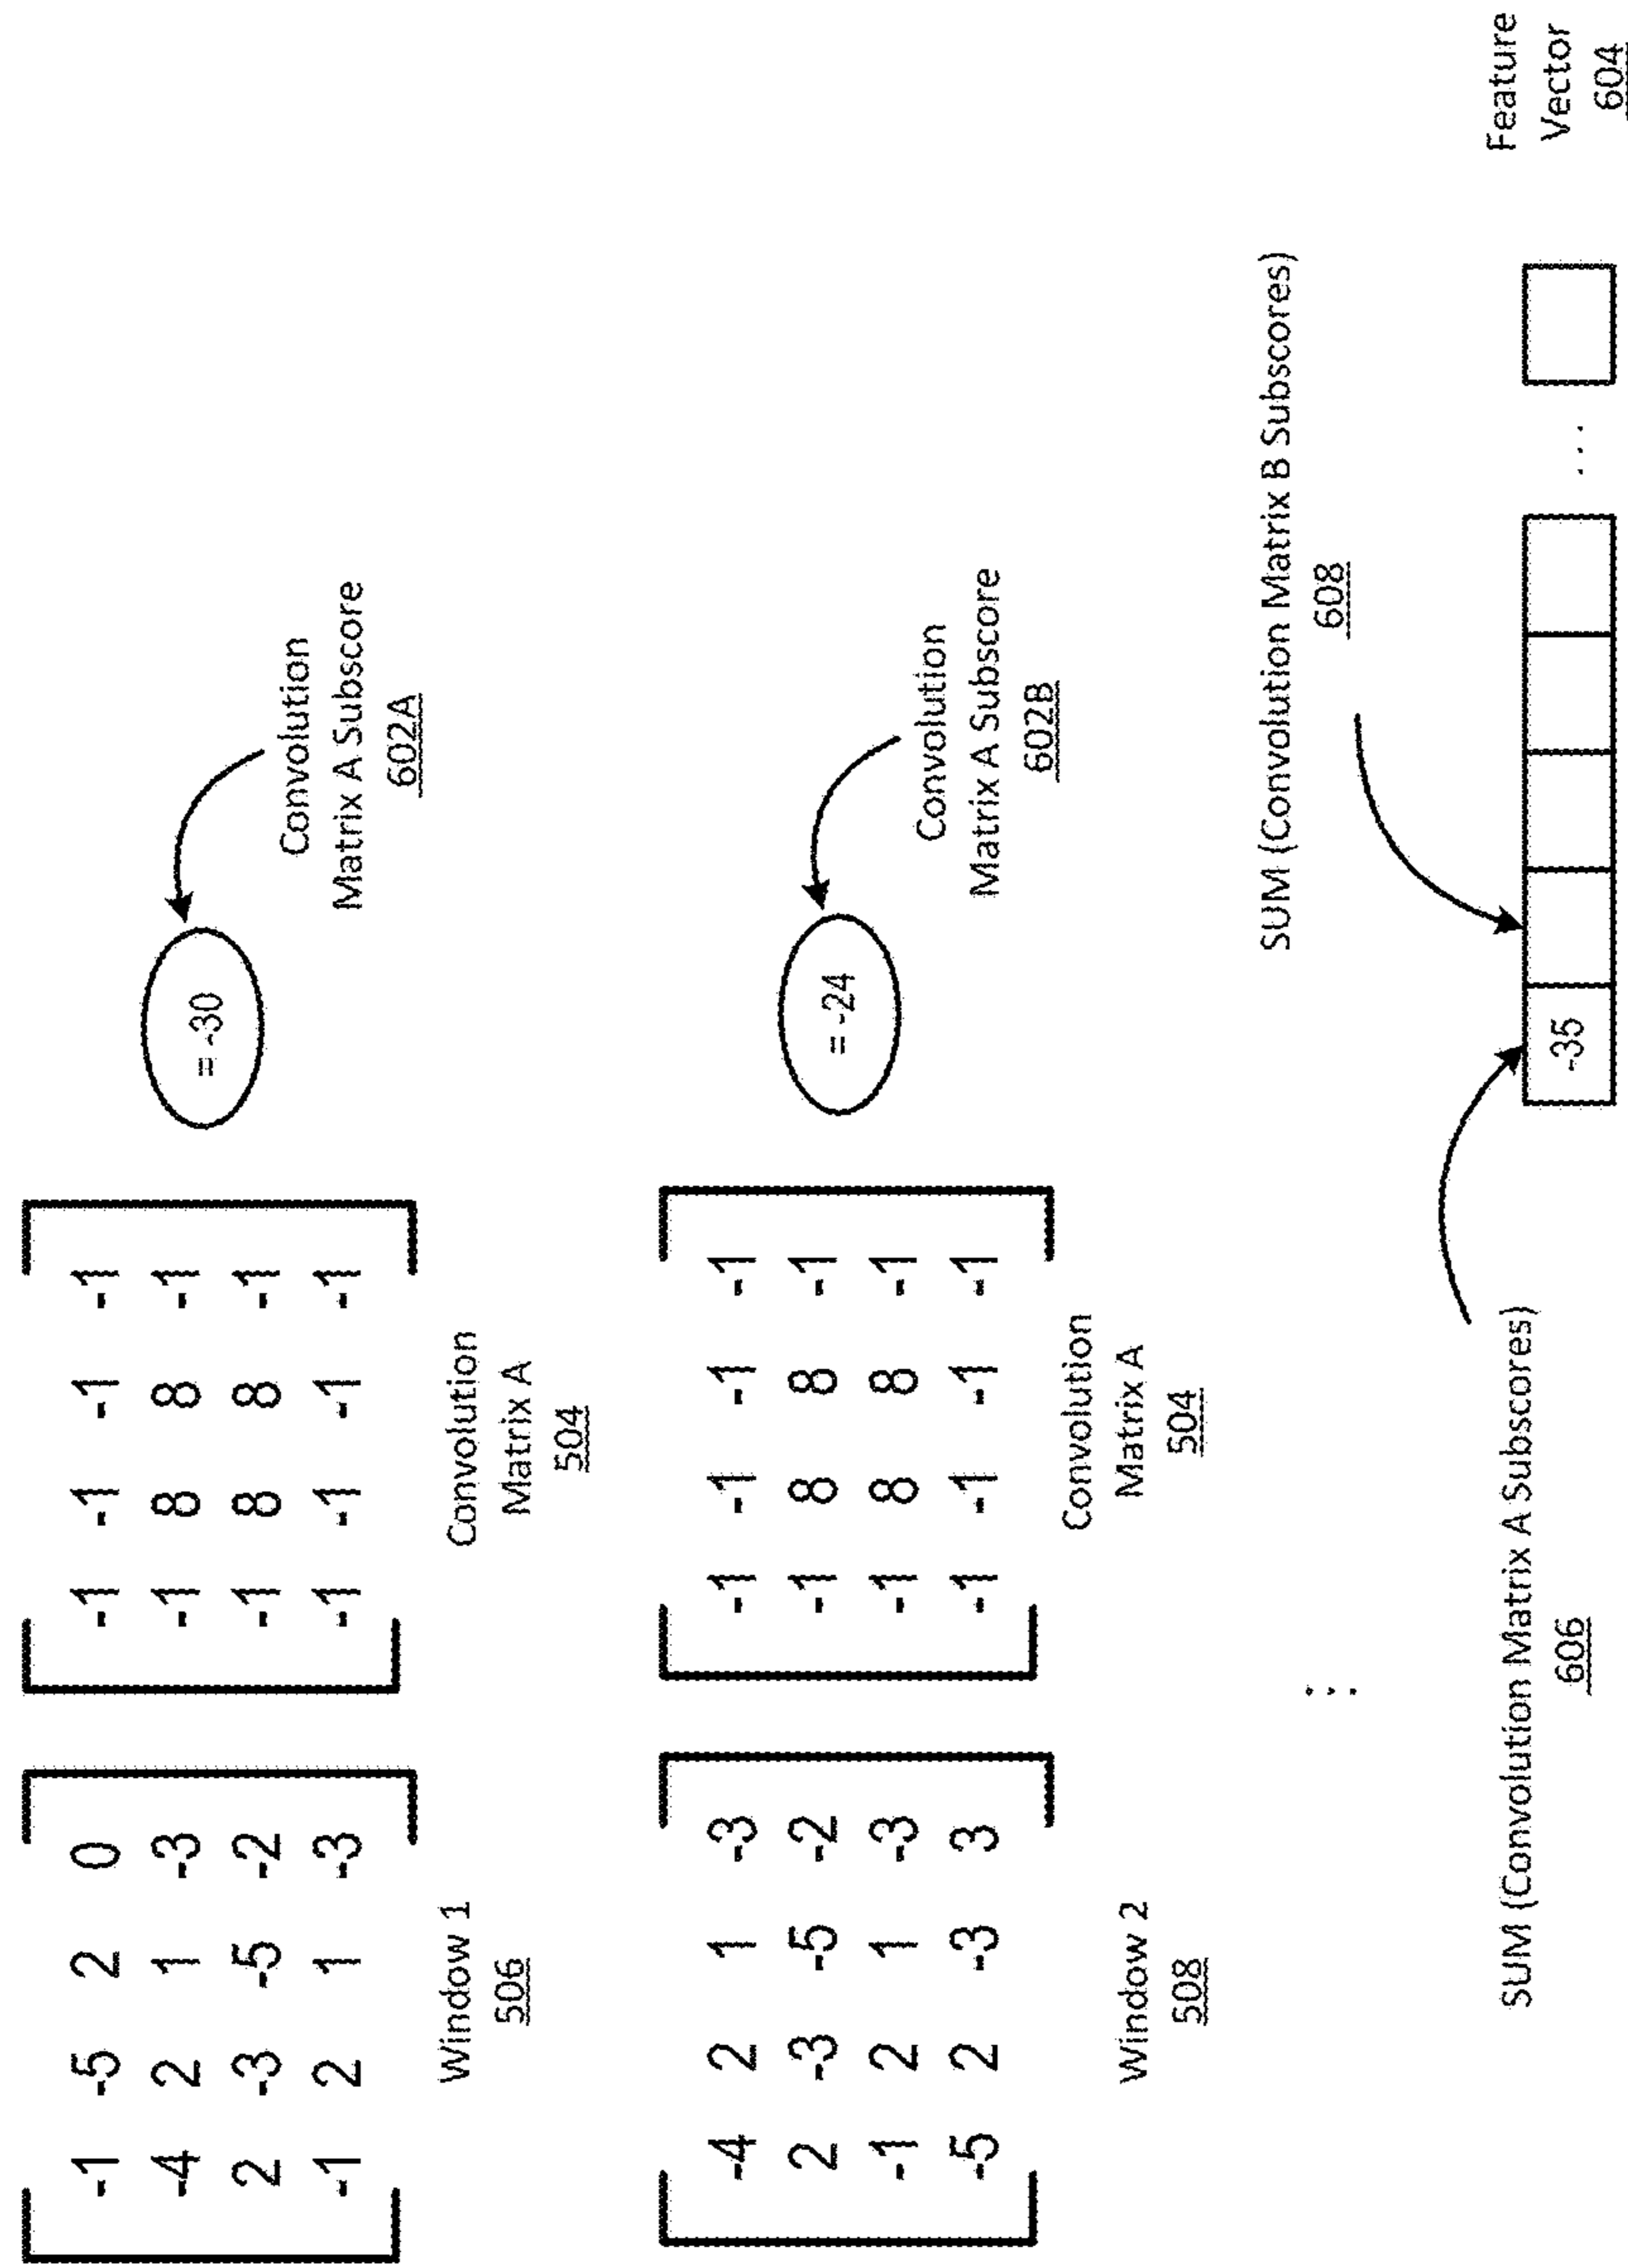 -1 -5 2 0
-4 2 1 -3
2 -3 -5 -2
-1 2 1 -3
Window 1
506
-1 -1 -1 -1
-1 8 8 -1
-1 8 8 -1
-1 -1 -1 -1
Convolution
Matrix A
504
= -30
Convolution
Matrix A Subscore
602A
-4 2 1 -3
2 -3 -5 -2
-1 2 1 -3
-5 2 -3 3
Window 2
508
-1 -1 -1 -1
-1 8 8 -1
-1 8 8 -1
-1 -1 -1 -1
Convolution
Matrix A
504
= -24
Convolution
Matrix A Subscore
602B
...
SUM (Convolution Matrix B Subscores)
608
SUM (Convolution Matrix A Subscores)
606
-35
...
Feature
Vector
604